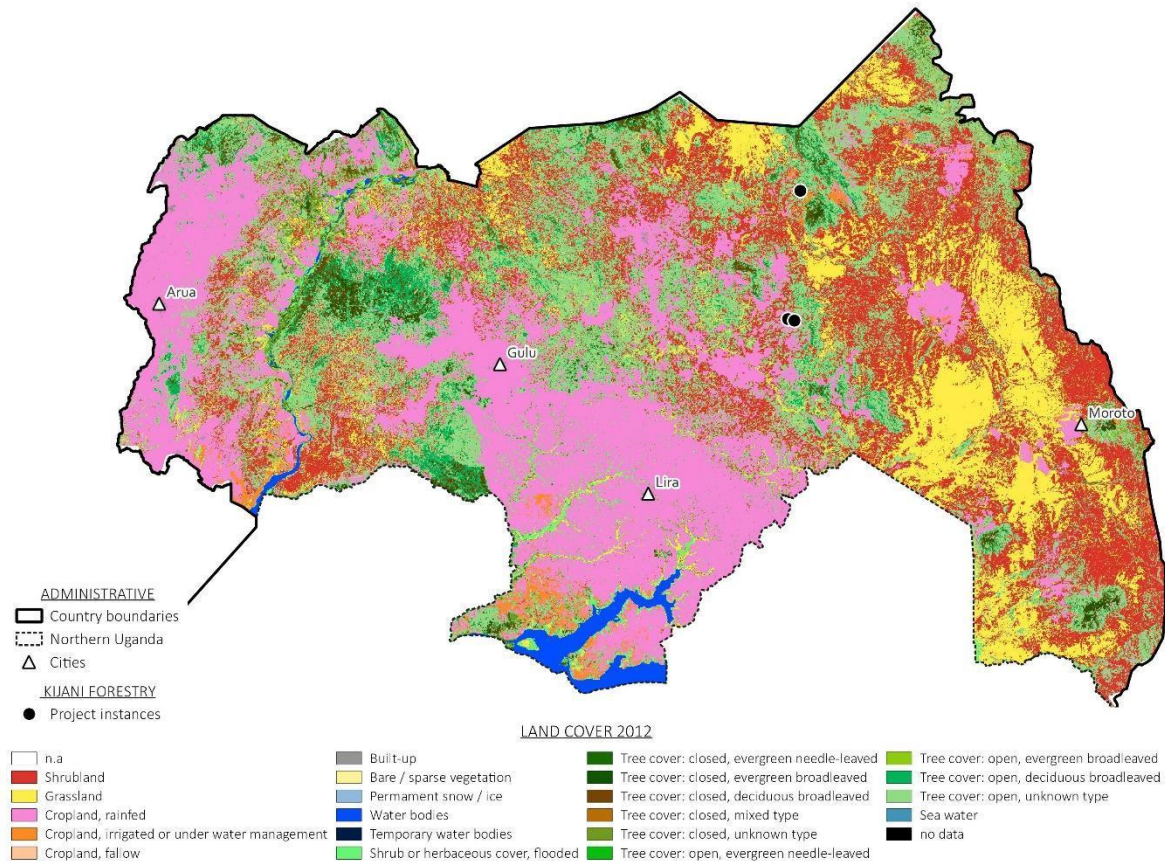 Arua
Gulu
Moroto
Lira
ADMINISTRATIVE
Country boundaries
Northern Uganda
Cities
KIJANI FORESTRY
Project instances
LAND COVER 2012
n.a
Shrubland
Grassland
Cropland, rainfed
Cropland, irrigated or under water management
Cropland, fallow
Built-up
Bare / sparse vegetation
Permament snow / ice
Water bodies
Temporary water bodies
Shrub or herbaceous cover, flooded
Tree cover: closed, evergreen needle-leaved
Tree cover: closed, evergreen broadleaved
Tree cover: closed, deciduous broadleaved
Tree cover: closed, mixed type
Tree cover: closed, unknown type
Tree cover: open, evergreen needle-leaved
Tree cover: open, evergreen broadleaved
Tree cover: open, deciduous broadleaved
Tree cover: open, unknown type
Sea water
no data